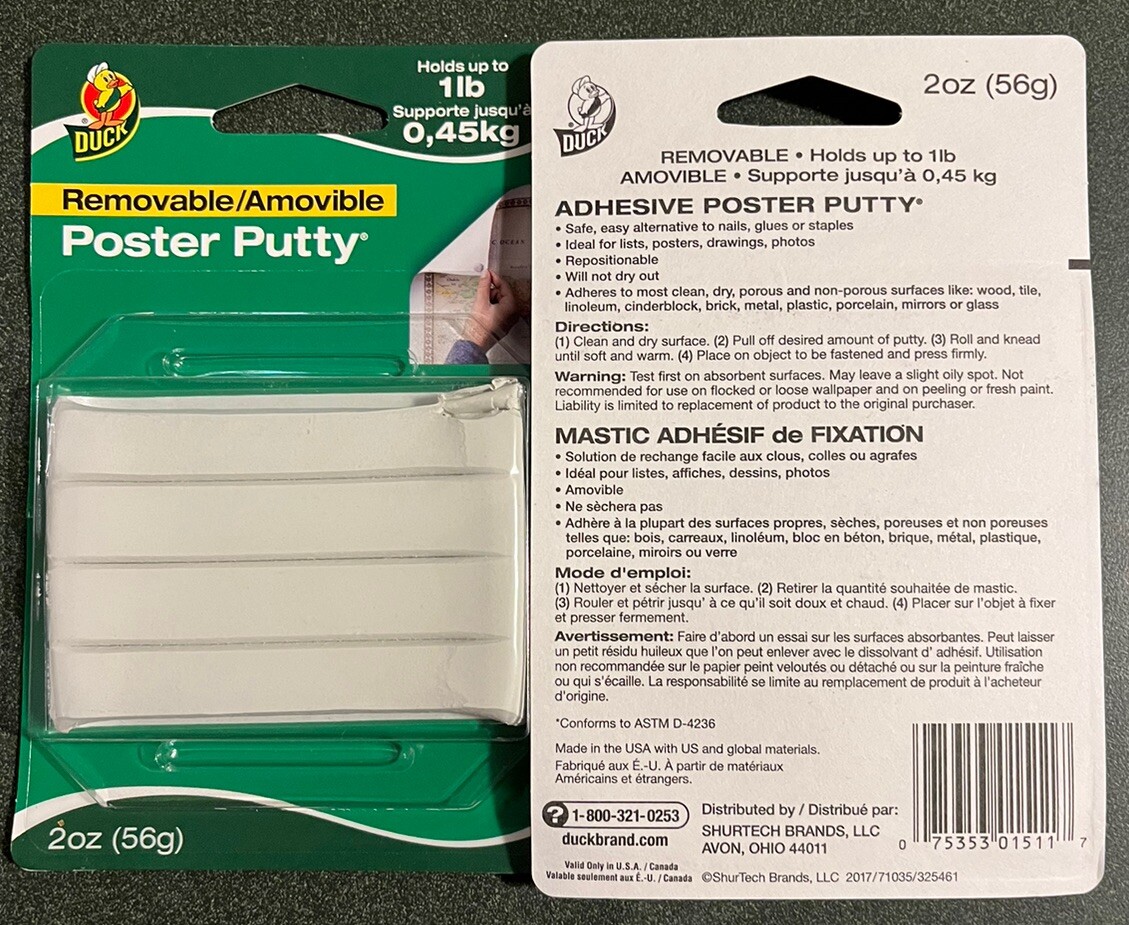 DUCK
Holds up to
1lb
Supporte jusqu'à
0,45kg
Removable/Amovible
Poster Putty®
2oz (56g)
DUCK
2oz (56g)
REMOVABLE • Holds up to 1lb
AMOVIBLE • Supporte jusqu'à 0,45 kg
ADHESIVE POSTER PUTTY*
• Safe, easy alternative to nails, glues or staples
• Ideal for lists, posters, drawings, photos
• Repositionable
• Will not dry out
• Adheres to most clean, dry, porous and non-porous surfaces like: wood, tile,
linoleum, cinderblock, brick, metal, plastic, porcelain, mirrors or glass
Directions:
(1) Clean and dry surface. (2) Pull off desired amount of putty. (3) Roll and knead
until soft and warm. (4) Place on object to be fastened and press firmly.
Warning: Test first on absorbent surfaces. May leave a slight oily spot. Not
recommended for use on flocked or loose wallpaper and on peeling or fresh paint.
Liability is limited to replacement of product to the original purchaser.
MASTIC ADHÉSIF de FIXATION
• Solution de rechange facile aux clous, colles ou agrafes
• Idéal pour listes, affiches, dessins, photos
• Amovible
• Ne sèchera pas
• Adhère à la plupart des surfaces propres, sèches, poreuses et non poreuses
telles que: bois, carreaux, linoléum, bloc en béton, brique, métal, plastique,
porcelaine, miroirs ou verre
Mode d'emploi:
(1) Nettoyer et sécher la surface. (2) Retirer la quantité souhaitée de mastic.
(3) Rouler et pétrir jusqu' à ce qu'il soit doux et chaud. (4) Placer sur l'objet à fixer
et presser fermement.
Avertissement: Faire d'abord un essai sur les surfaces absorbantes. Peut laisser
un petit résidu huileux que l'on peut enlever avec le dissolvant d' adhésif. Utilisation
non recommandée sur le papier peint veloutés ou détaché ou sur la peinture fraîche
ou qui s'écaille. La responsabilité se limite au remplacement de produit à l'acheteur
d'origine.
*Conforms to ASTM D-4236
Made in the USA with US and global materials.
Fabriqué aux É.-U. À partir de matériaux
Américains et étrangers.
? 1-800-321-0253
duckbrand.com
Valid Only in U.S.A. / Canada
Valable seulement aux É.-U. / Canada
Distributed by / Distribué par:
SHURTECH BRANDS, LLC
AVON, OHIO 44011
©ShurTech Brands, LLC 2017/71035/325461
0 75353 01511 7